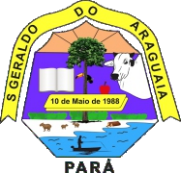 S GERALDO DO ARAGUAIA
10 de Maio de 1988
PARÁ